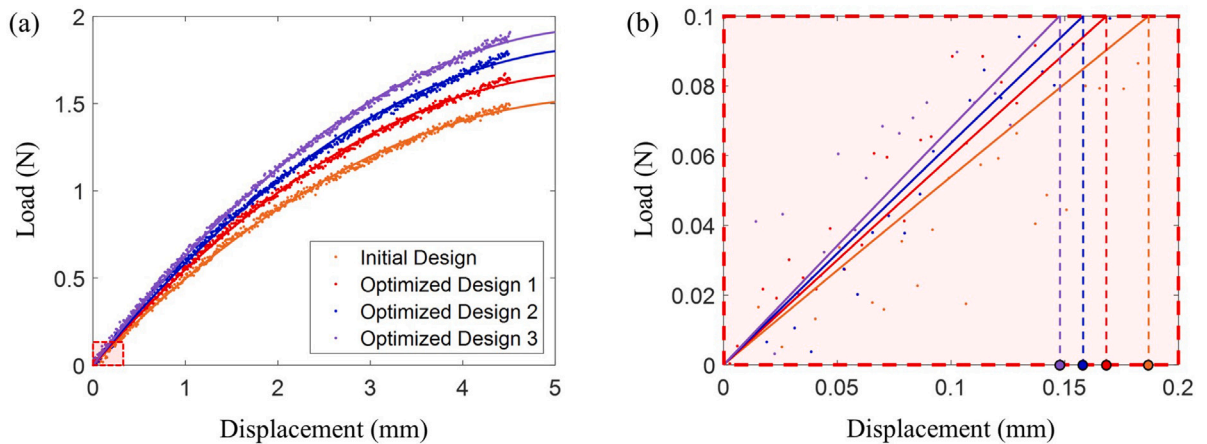 (a)
2
1.5
1
0.5
0
Load (N)
0 1 2 3 4 5
Displacement (mm)
Initial Design
Optimized Design 1
Optimized Design 2
Optimized Design 3
(b)
0.1
0.08
0.06
0.04
0.02
0
Load (N)
0 0.05 0.1 0.15 0.2
Displacement (mm)